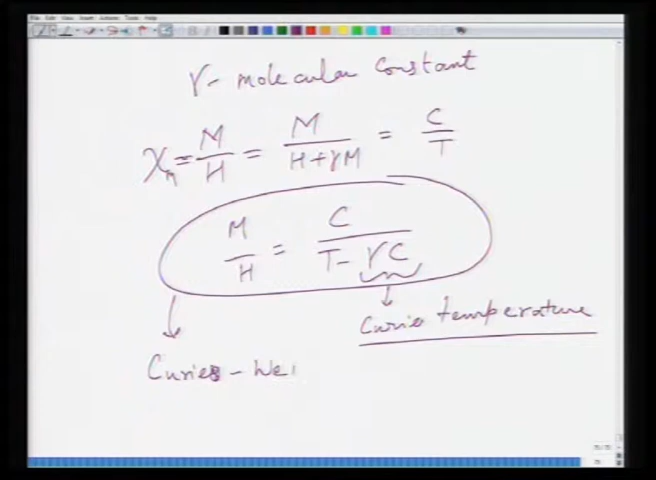 γ- molecular constant
χm = M/H = M/(H+γM) = C/T
M/H = C/(T-γC)
Curie temperature
Curies - Wei